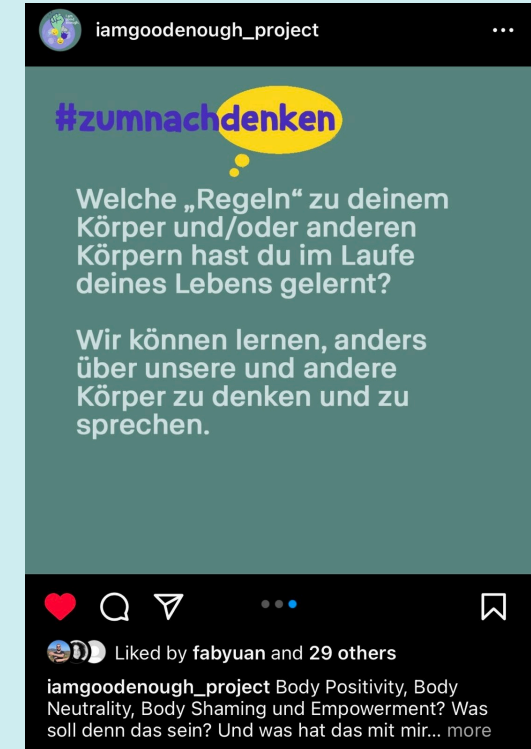 iamgoodenough_project
#zumnachdenken
Welche „Regeln“ zu deinem
Körper und/oder anderen
Körpern hast du im Laufe
deines Lebens gelernt?
Wir können lernen, anders
über unsere und andere
Körper zu denken und zu
sprechen.
Liked by fabyuan and 29 others
iamgoodenough_project Body Positivity, Body
Neutrality, Body Shaming und Empowerment? Was
soll denn das sein? Und was hat das mit mir... more